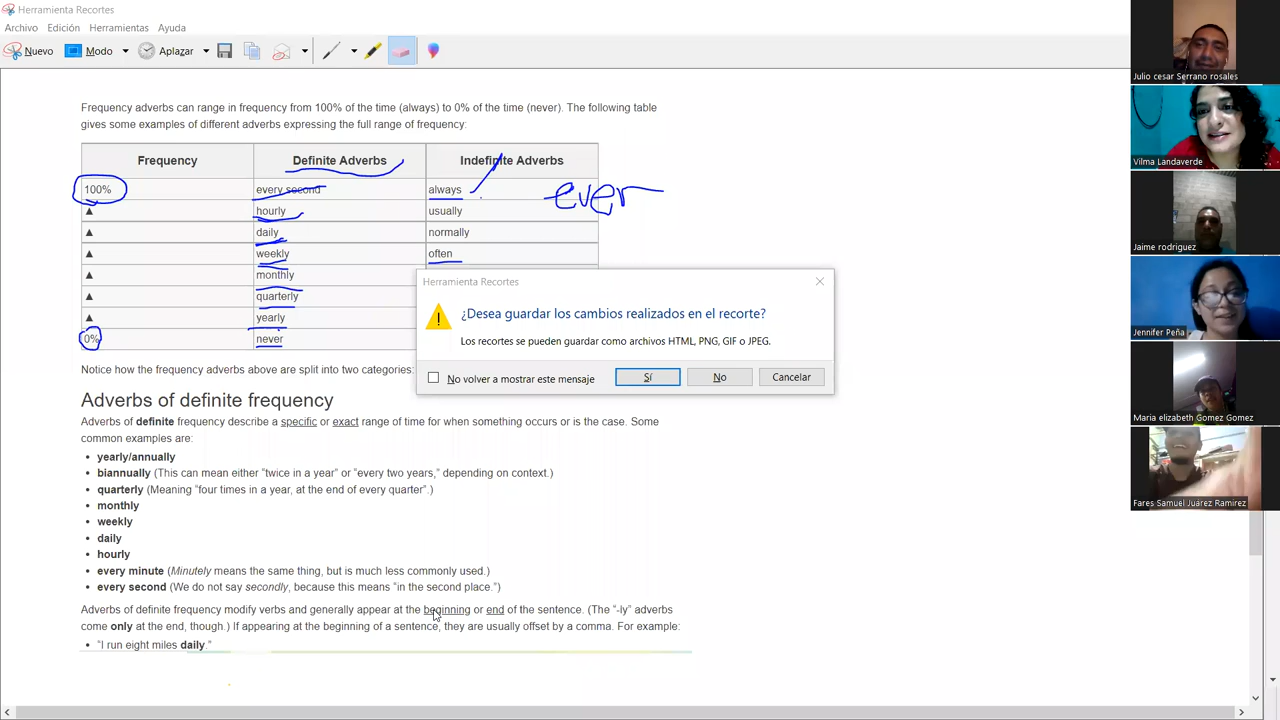 Herramienta Recortes
Archivo Edición Herramientas Ayuda
Nuevo Modo Aplazar
Frequency adverbs can range in frequency from 100% of the time (always) to 0% of the time (never). The following table
gives some examples of different adverbs expressing the full range of frequency:
Frequency Definite Adverbs Indefinite Adverbs
100% every second always
ever
▲ hourly usually
▲ daily normally
▲ weekly often
▲ monthly
▲ quarterly
▲ yearly
0% never
Herramienta Recortes
¿Desea guardar los cambios realizados en el recorte?
Los recortes se pueden guardar como archivos HTML, PNG, GIF o JPEG.
No volver a mostrar este mensaje Sí No Cancelar
Notice how the frequency adverbs above are split into two categories:
Adverbs of definite frequency
Adverbs of definite frequency describe a specific or exact range of time for when something occurs or is the case. Some
common examples are:
• yearly/annually
• biannually (This can mean either "twice in a year" or "every two years," depending on context.)
• quarterly (Meaning "four times in a year, at the end of every quarter".)
• monthly
• weekly
• daily
• hourly
• every minute (Minutely means the same thing, but is much less commonly used.)
• every second (We do not say secondly, because this means "in the second place.")
Adverbs of definite frequency modify verbs and generally appear at the beginning or end of the sentence. (The "-ly" adverbs
come only at the end, though.) If appearing at the beginning of a sentence, they are usually offset by a comma. For example:
• "I run eight miles daily."
Julio cesar Serrano rosales
Vilma Landaverde
Jaime rodriguez
Jennifer Peña
Maria elizabeth Gomez Gomez
Fares Samuel Juárez Ramirez